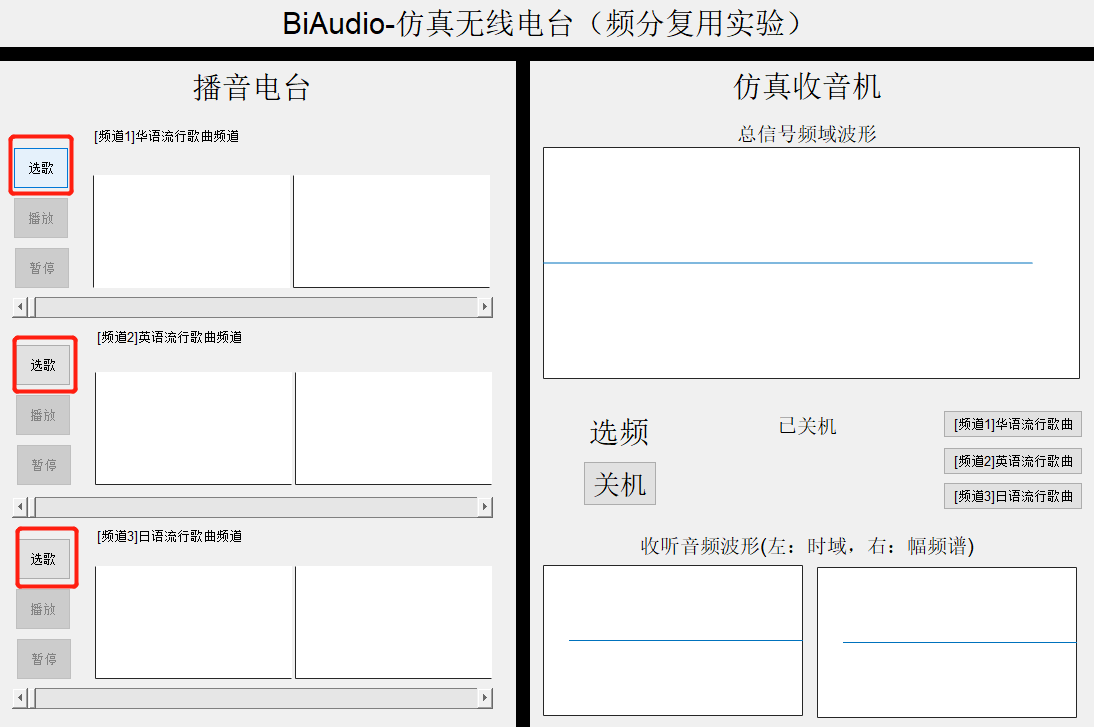 BiAudio-仿真无线电台（频分复用实验）
播音电台
[频道1]华语流行歌曲频道
选歌
播放
暂停
[频道2]英语流行歌曲频道
选歌
播放
暂停
[频道3]日语流行歌曲频道
选歌
播放
暂停
仿真收音机
总信号频域波形
选频
已关机
关机
[频道1]华语流行歌曲
[频道2]英语流行歌曲
[频道3]日语流行歌曲
收听音频波形(左：时域，右：幅频谱)